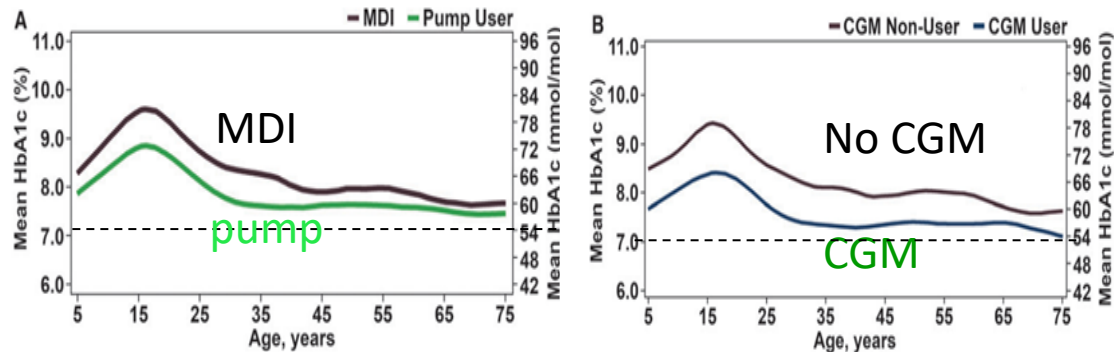 A
MDI Pump User
Mean HbA1c (%)
11.0
10.0
9.0
8.0
7.0
6.0
MDI
pump
96
90
84
78
72
66
60
54
48
42
Mean HbA1c (mmol/mol)
5 15 25 35 45 55 65 75
Age, years
B
CGM Non-User CGM User
Mean HbA1c (%)
11.0
10.0
9.0
8.0
7.0
6.0
No CGM
CGM
96
90
84
78
72
66
60
54
48
42
Mean HbA1c (mmol/mol)
5 15 25 35 45 55 65 75
Age, years